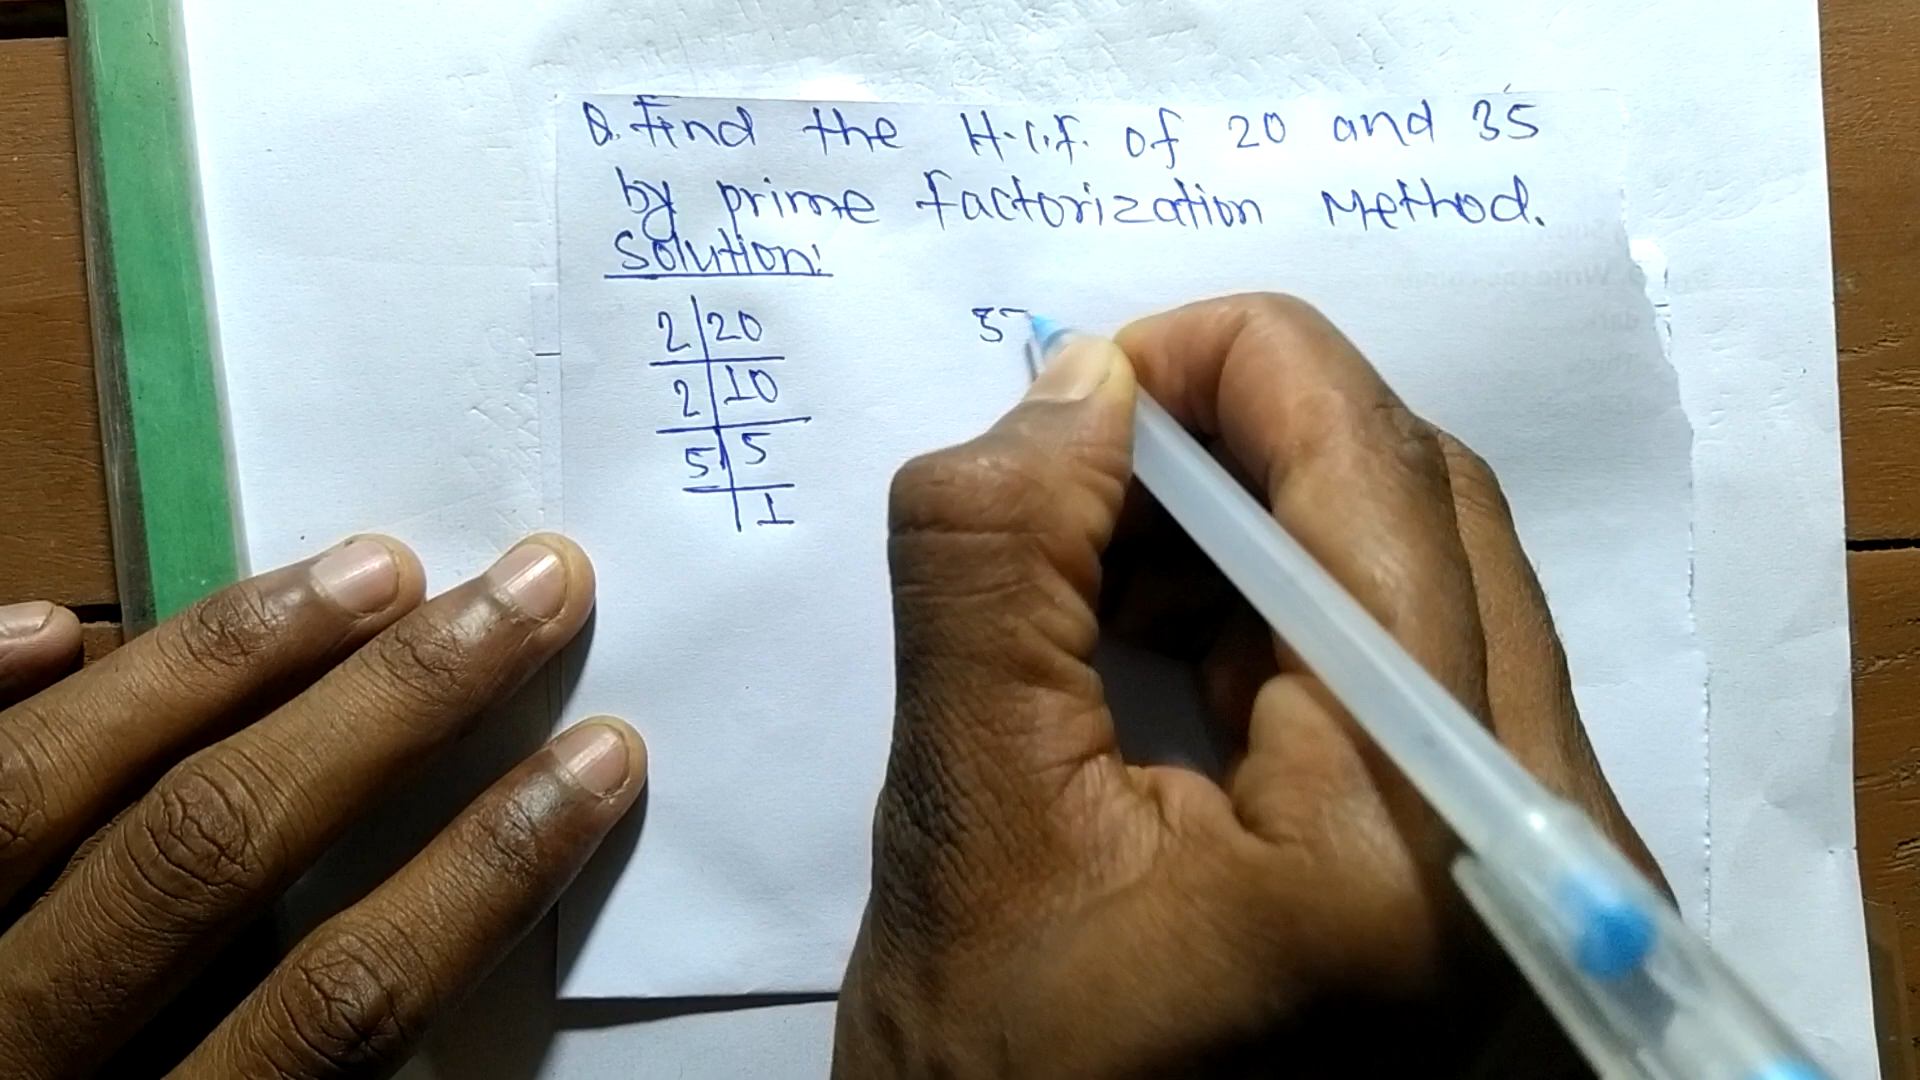 Q. Find the H.C.F. of 20 and 35
by prime factorization Method.
Solution:
2 20
2 10
5 5
1